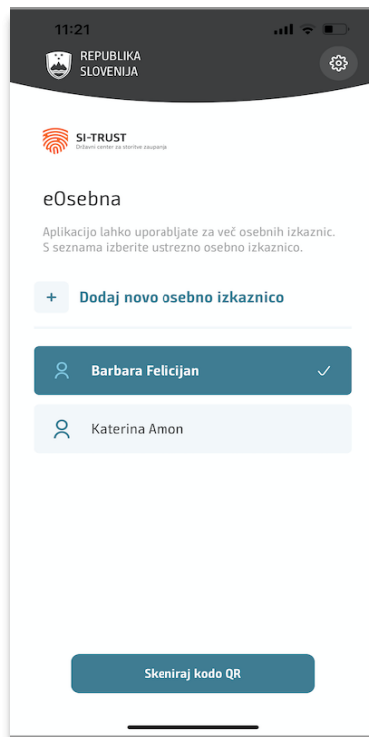 11:21
REPUBLIKA
SLOVENIJA
SI-TRUST
Državni center za storitve zaupanja
eOsebna
Aplikacijo lahko uporabljate za več osebnih izkaznic.
S seznama izberite ustrezno osebno izkaznico.
+ Dodaj novo osebno izkaznico
Barbara Felicijan
Katerina Amon
Skeniraj kodo QR